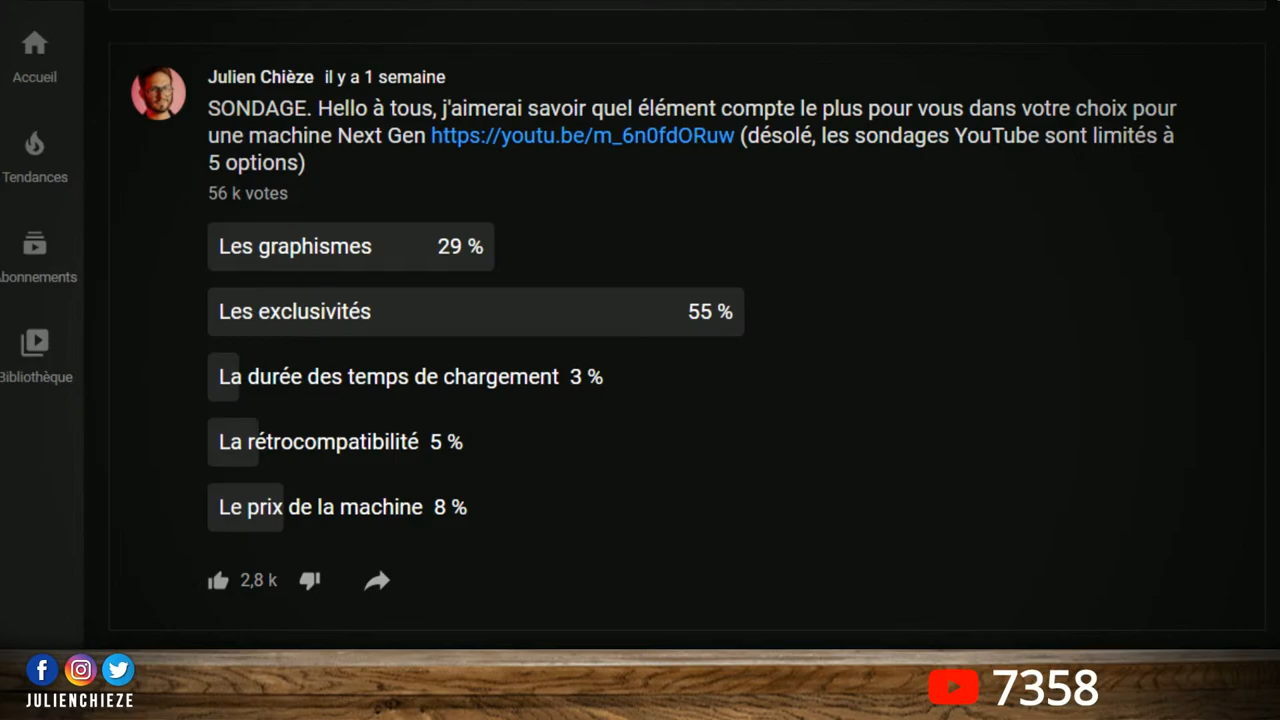 Accueil
Tendances
Abonnements
Bibliothèque
Julien Chièze il y a 1 semaine
SONDAGE. Hello à tous, j'aimerai savoir quel élément compte le plus pour vous dans votre choix pour
une machine Next Gen https://youtu.be/m_6n0fdORuw (désolé, les sondages YouTube sont limités à
5 options)
56 k votes
Les graphismes 29 %
Les exclusivités 55 %
La durée des temps de chargement 3 %
La rétrocompatibilité 5 %
Le prix de la machine 8 %
2,8 k
JULIENCHIEZE
7358